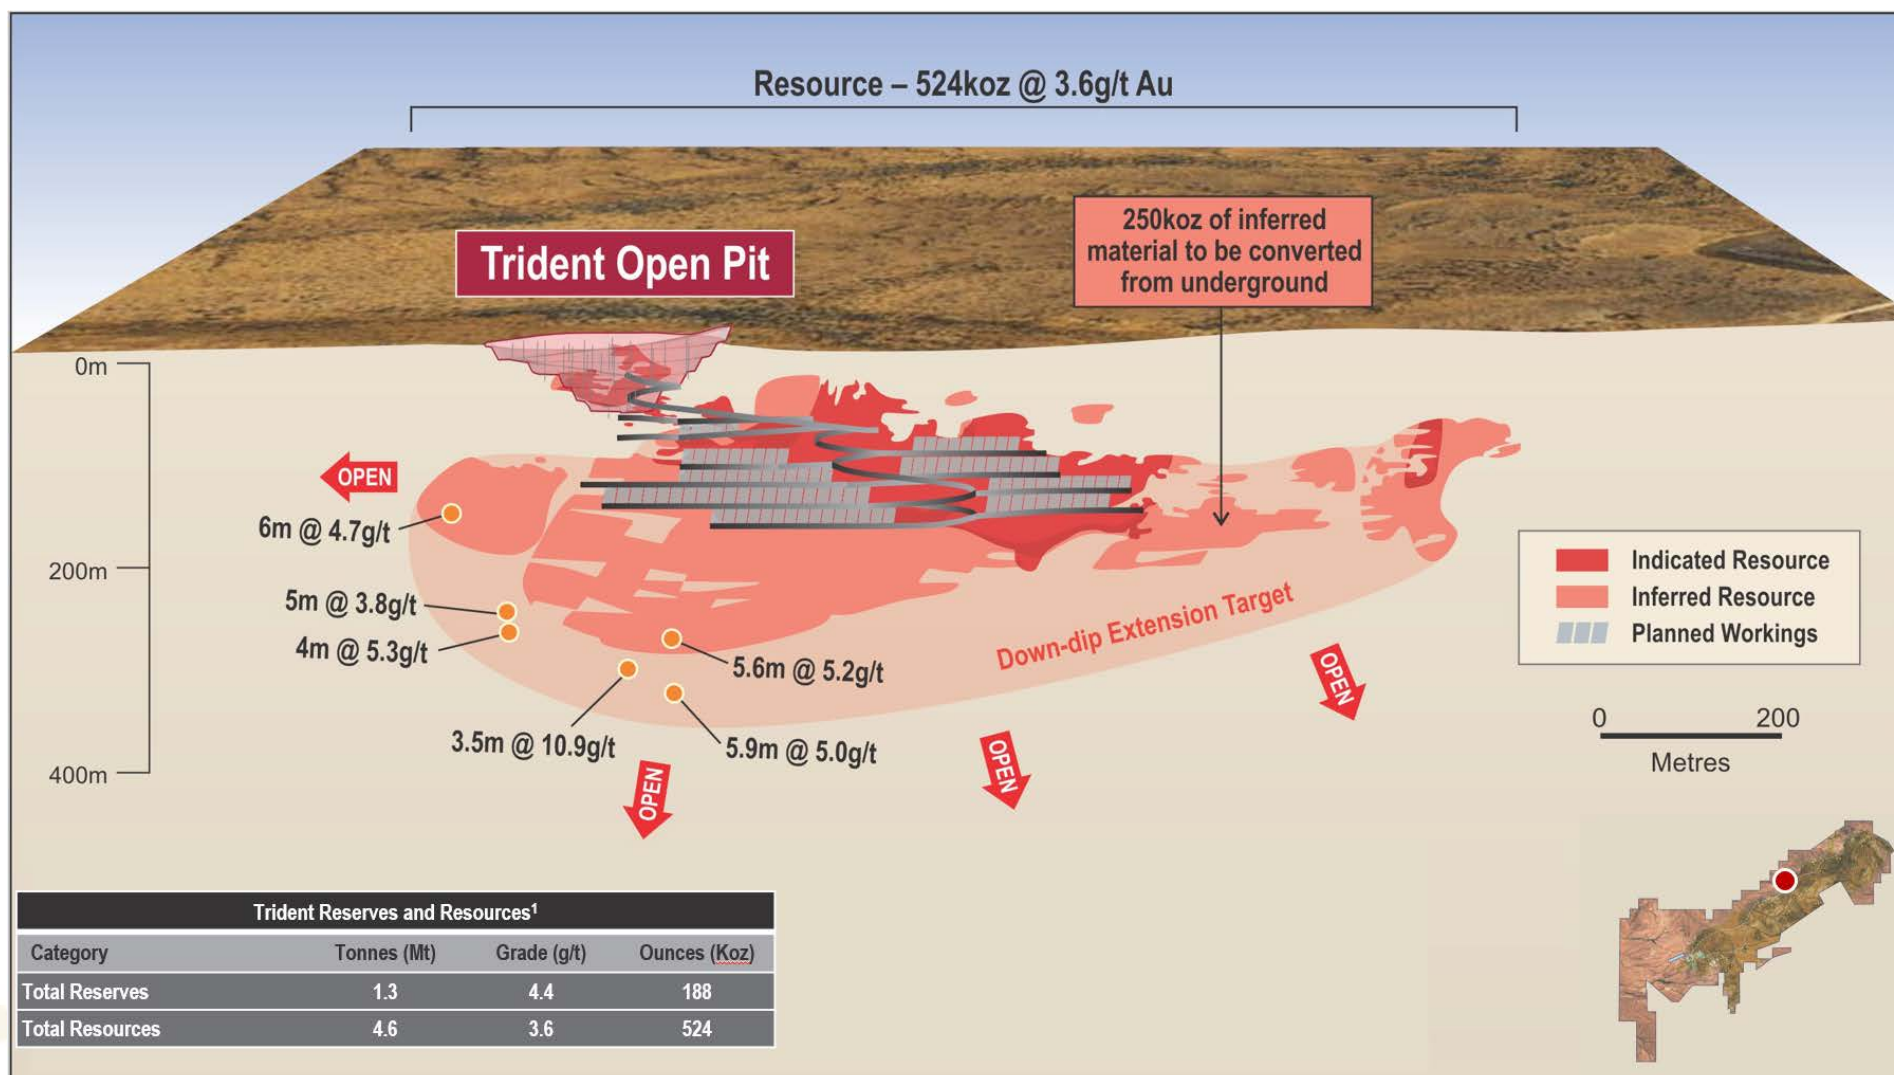 Resource – 524koz @ 3.6g/t Au
250koz of inferred
material to be converted
from underground
Trident Open Pit
0m
200m
400m
OPEN
6m @ 4.7g/t
5m @ 3.8g/t
4m @ 5.3g/t
5.6m @ 5.2g/t
3.5m @ 10.9g/t
5.9m @ 5.0g/t
Down-dip Extension Target
OPEN
OPEN
OPEN
Indicated Resource
Inferred Resource
Planned Workings
0 200
Metres
Trident Reserves and Resources¹
Category Tonnes (Mt) Grade (g/t) Ounces (Koz)
Total Reserves 1.3 4.4 188
Total Resources 4.6 3.6 524